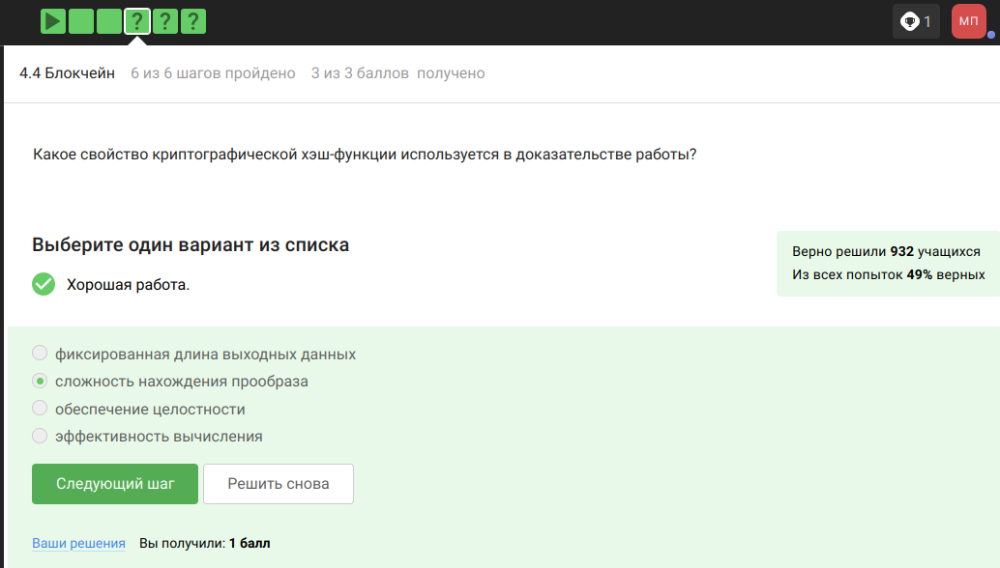 ? ? ?
1
МП
4.4 Блокчейн 6 из 6 шагов пройдено 3 из 3 баллов получено
Какое свойство криптографической хэш-функции используется в доказательстве работы?
Выберите один вариант из списка
Верно решили 932 учащихся
Из всех попыток 49% верных
Хорошая работа.
фиксированная длина выходных данных
сложность нахождения прообраза
обеспечение целостности
эффективность вычисления
Следующий шаг Решить снова
Ваши решения Вы получили: 1 балл